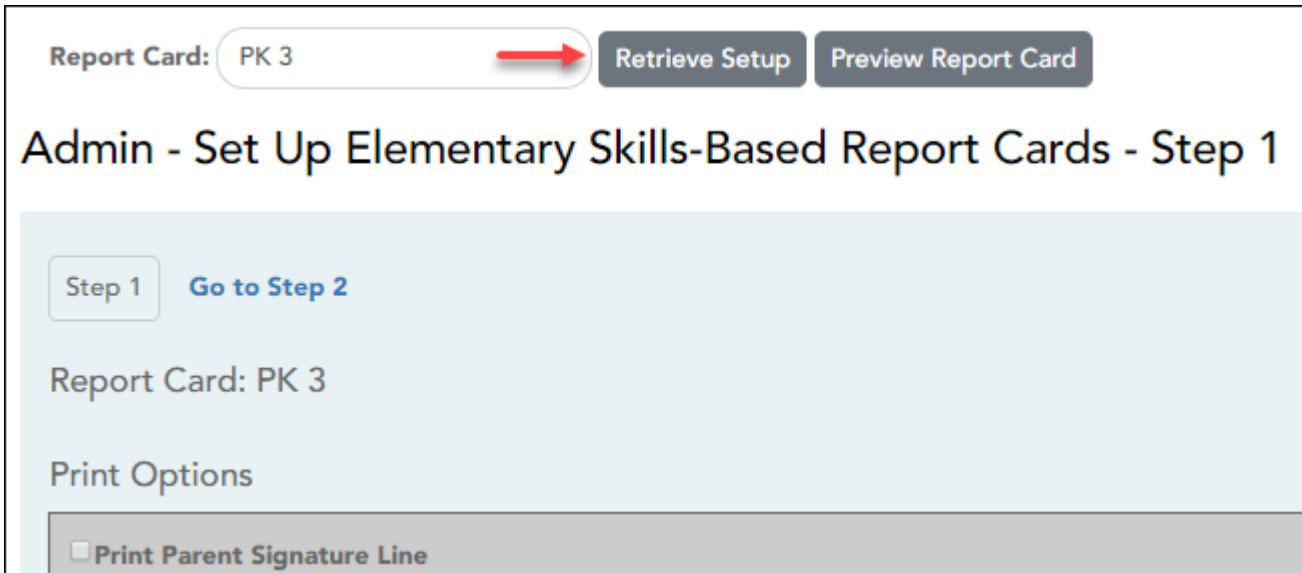 Report Card: PK 3 Retrieve Setup Preview Report Card
Admin - Set Up Elementary Skills-Based Report Cards - Step 1
Step 1 Go to Step 2
Report Card: PK 3
Print Options
Print Parent Signature Line